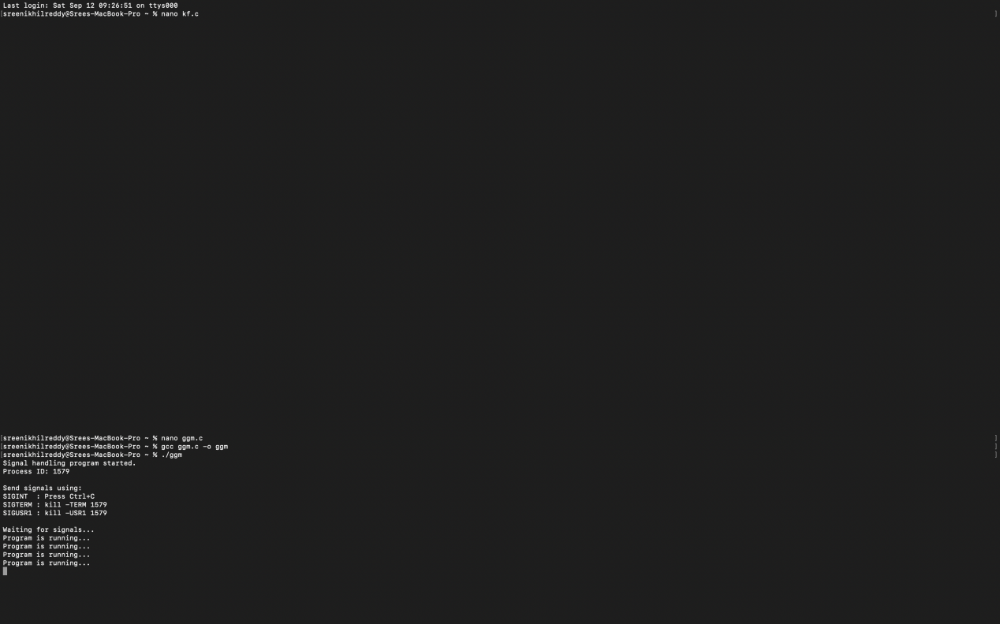 Last login: Sat Sep 12 09:26:51 on ttys000
[sreenikhilreddy@Srees-MacBook-Pro ~ % nano kf.c ]
[sreenikhilreddy@Srees-MacBook-Pro ~ % nano ggm.c ]
[sreenikhilreddy@Srees-MacBook-Pro ~ % gcc ggm.c -o ggm ]
[sreenikhilreddy@Srees-MacBook-Pro ~ % ./ggm ]
Signal handling program started.
Process ID: 1579
Send signals using:
SIGINT  : Press Ctrl+C
SIGTERM : kill -TERM 1579
SIGUSR1 : kill -USR1 1579
Waiting for signals...
Program is running...
Program is running...
Program is running...
Program is running...